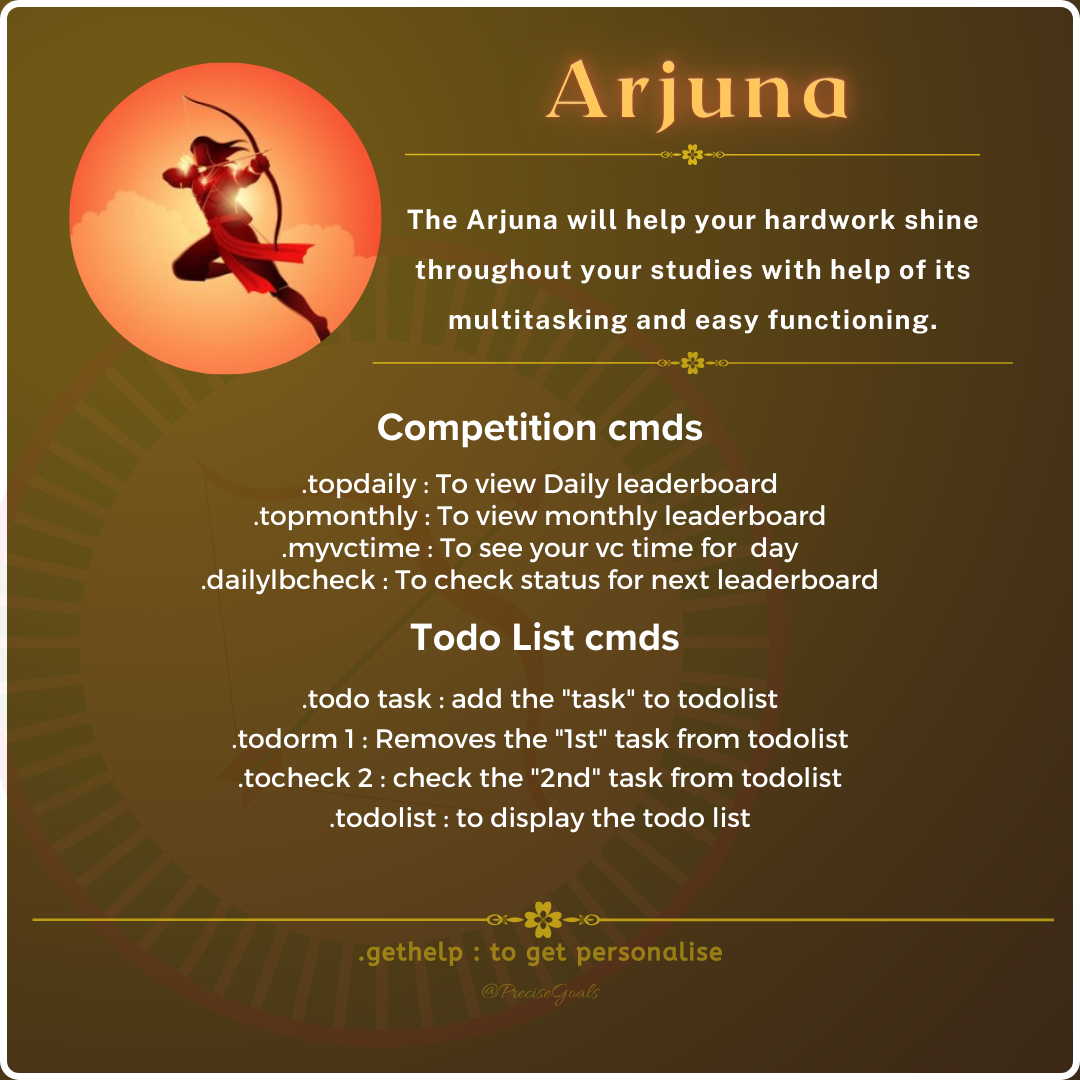 Arjuna
The Arjuna will help your hardwork shine
throughout your studies with help of its
multitasking and easy functioning.
Competition cmds
.topdaily : To view Daily leaderboard
.topmonthly : To view monthly leaderboard
.myvctime : To see your vc time for  day
.dailylbcheck : To check status for next leaderboard
Todo List cmds
.todo task : add the "task" to todolist
.todorm 1 : Removes the "1st" task from todolist
.tocheck 2 : check the "2nd" task from todolist
.todolist : to display the todo list
.gethelp : to get personalise
@PreciseGoals